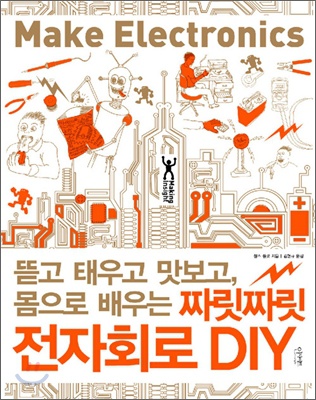 Make Electronics
Making
Insight
뜯고 태우고 맛보고,
몸으로 배우는 짜릿짜릿
전자회로 DIY